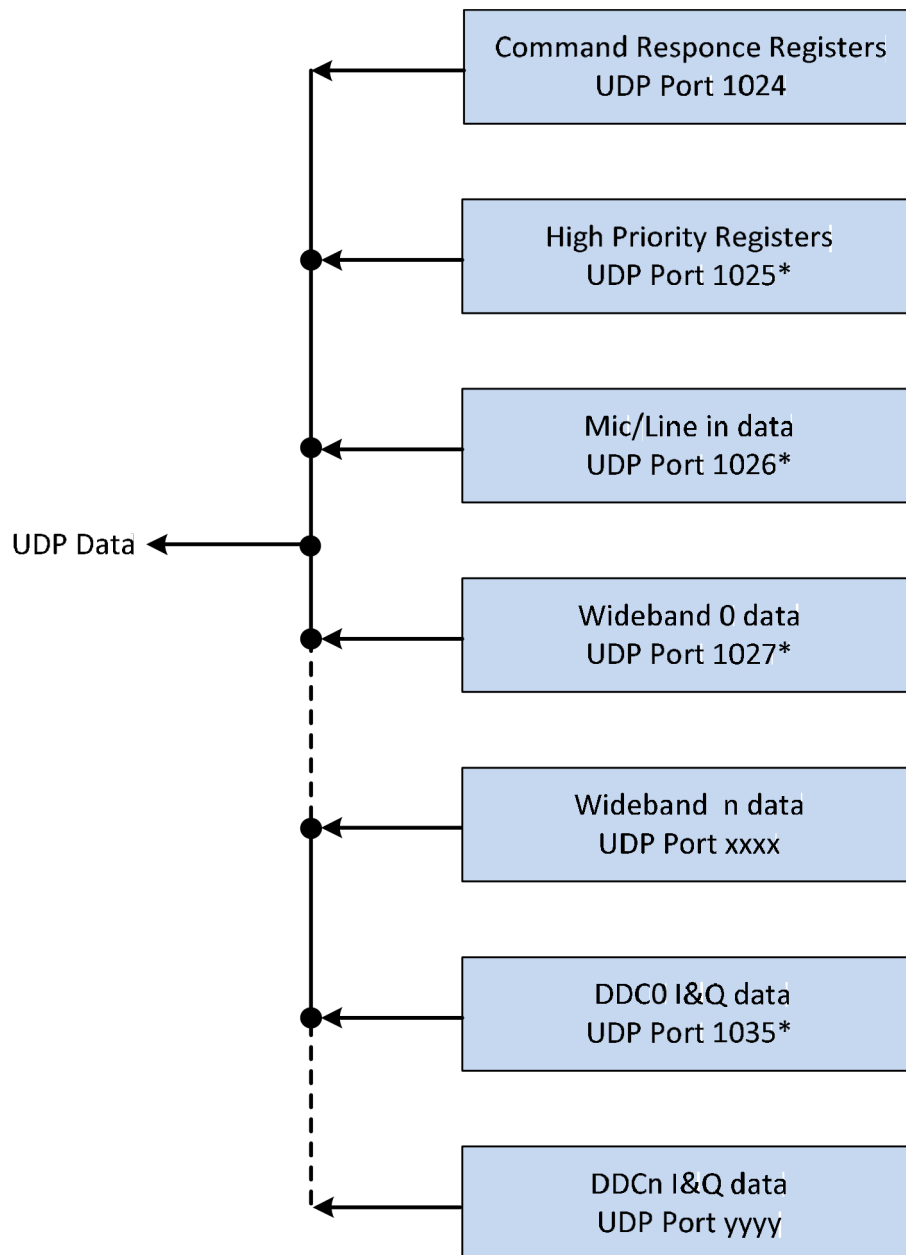 Command Responce Registers
UDP Port 1024
High Priority Registers
UDP Port 1025*
Mic/Line in data
UDP Port 1026*
UDP Data
Wideband 0 data
UDP Port 1027*
Wideband  n data
UDP Port xxxx
DDC0 I&Q data
UDP Port 1035*
DDCn I&Q data
UDP Port yyyy